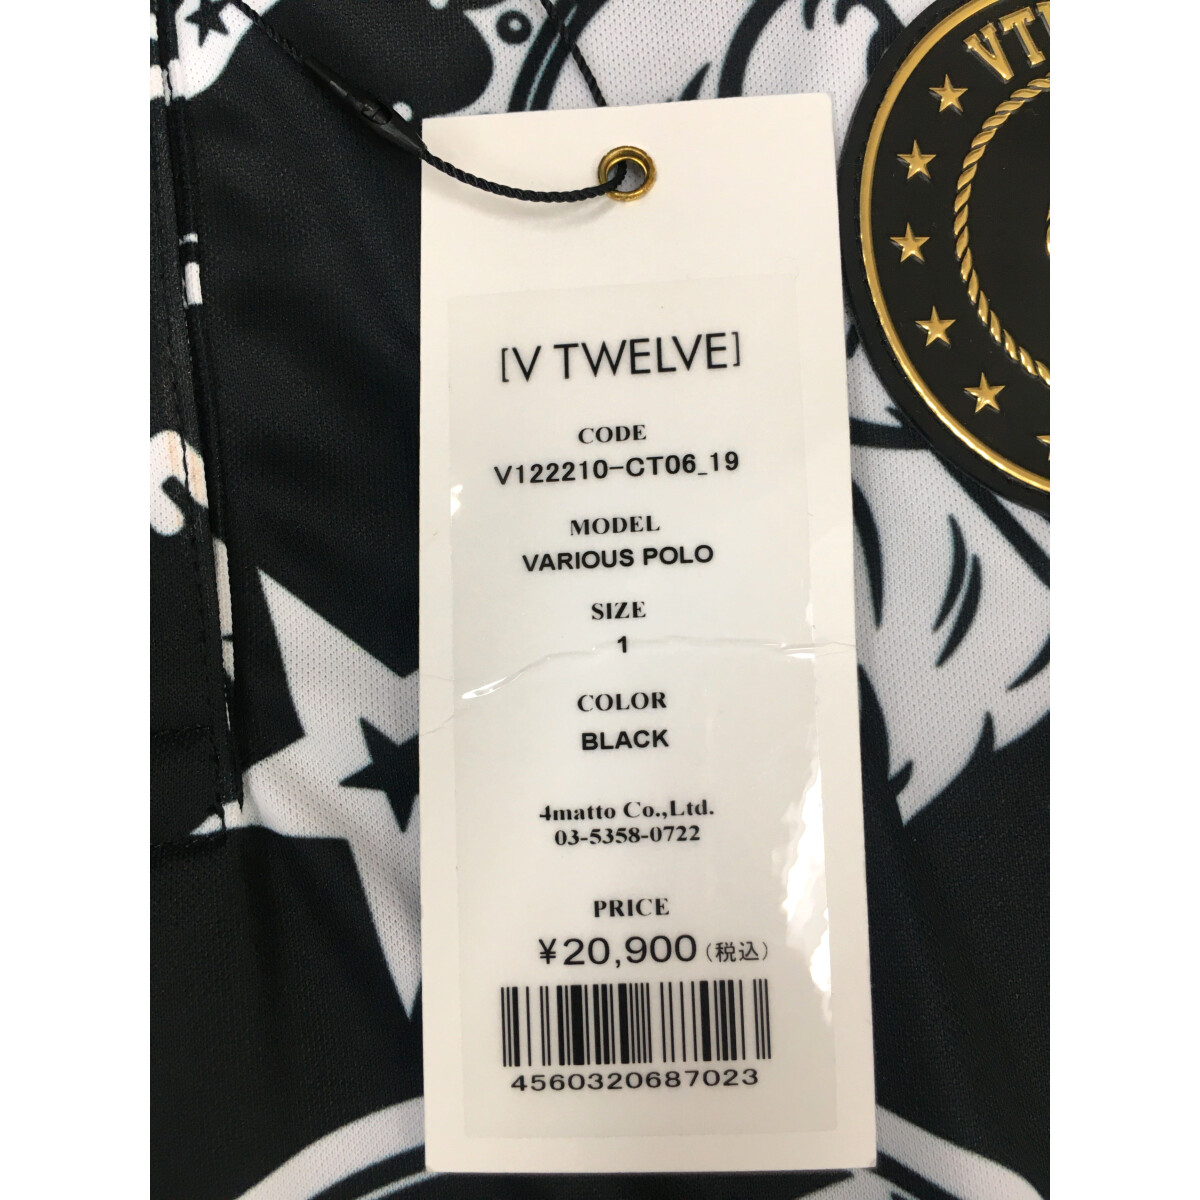 [V TWELVE]
CODE
V122210-CT06_19
MODEL
VARIOUS POLO
SIZE
1
COLOR
BLACK
4matto Co.,Ltd.
03-5358-0722
PRICE
¥20,900(税込)
4560320687023